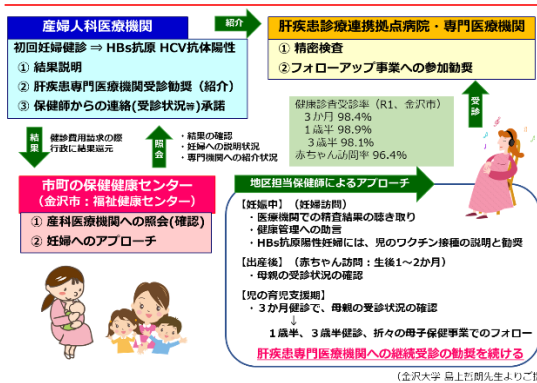 産婦人科医療機関
初回妊婦健診 ⇒ HBs抗原 HCV抗体陽性
① 結果説明
② 肝疾患専門医療機関受診勧奨（紹介）
③ 保健師からの連絡(受診状況等)承諾
紹介
肝疾患診療連携拠点病院・専門医療機関
① 精密検査
②フォローアップ事業への参加勧奨
健康診査受診率（R1、金沢市）
3か月 98.4%
1歳半 98.9%
3歳半 98.1%
赤ちゃん訪問率 96.4%
受診
結果
健診費用請求の際
行政に結果還元
照会
・結果の確認
・妊婦への説明状況
・専門機関への紹介状況
市町の保健健康センター
（金沢市：福祉健康センター）
① 産科医療機関への照会(確認)
② 妊婦へのアプローチ
地区担当保健師によるアプローチ
【妊娠中】（妊婦訪問）
・医療機関での精査結果の聴き取り
・健康管理への助言
・HBs抗原陽性妊婦には、児のワクチン接種の説明と勧奨
【出産後】（赤ちゃん訪問：生後1～2か月）
・母親の受診状況の確認
【児の育児支援期】
・３か月健診で、母親の受診状況の確認
↓
１歳半、３歳半健診、折々の母子保健事業でのフォロー
肝疾患専門医療機関への継続受診の勧奨を続ける
（金沢大学 島上哲朗先生よりご提